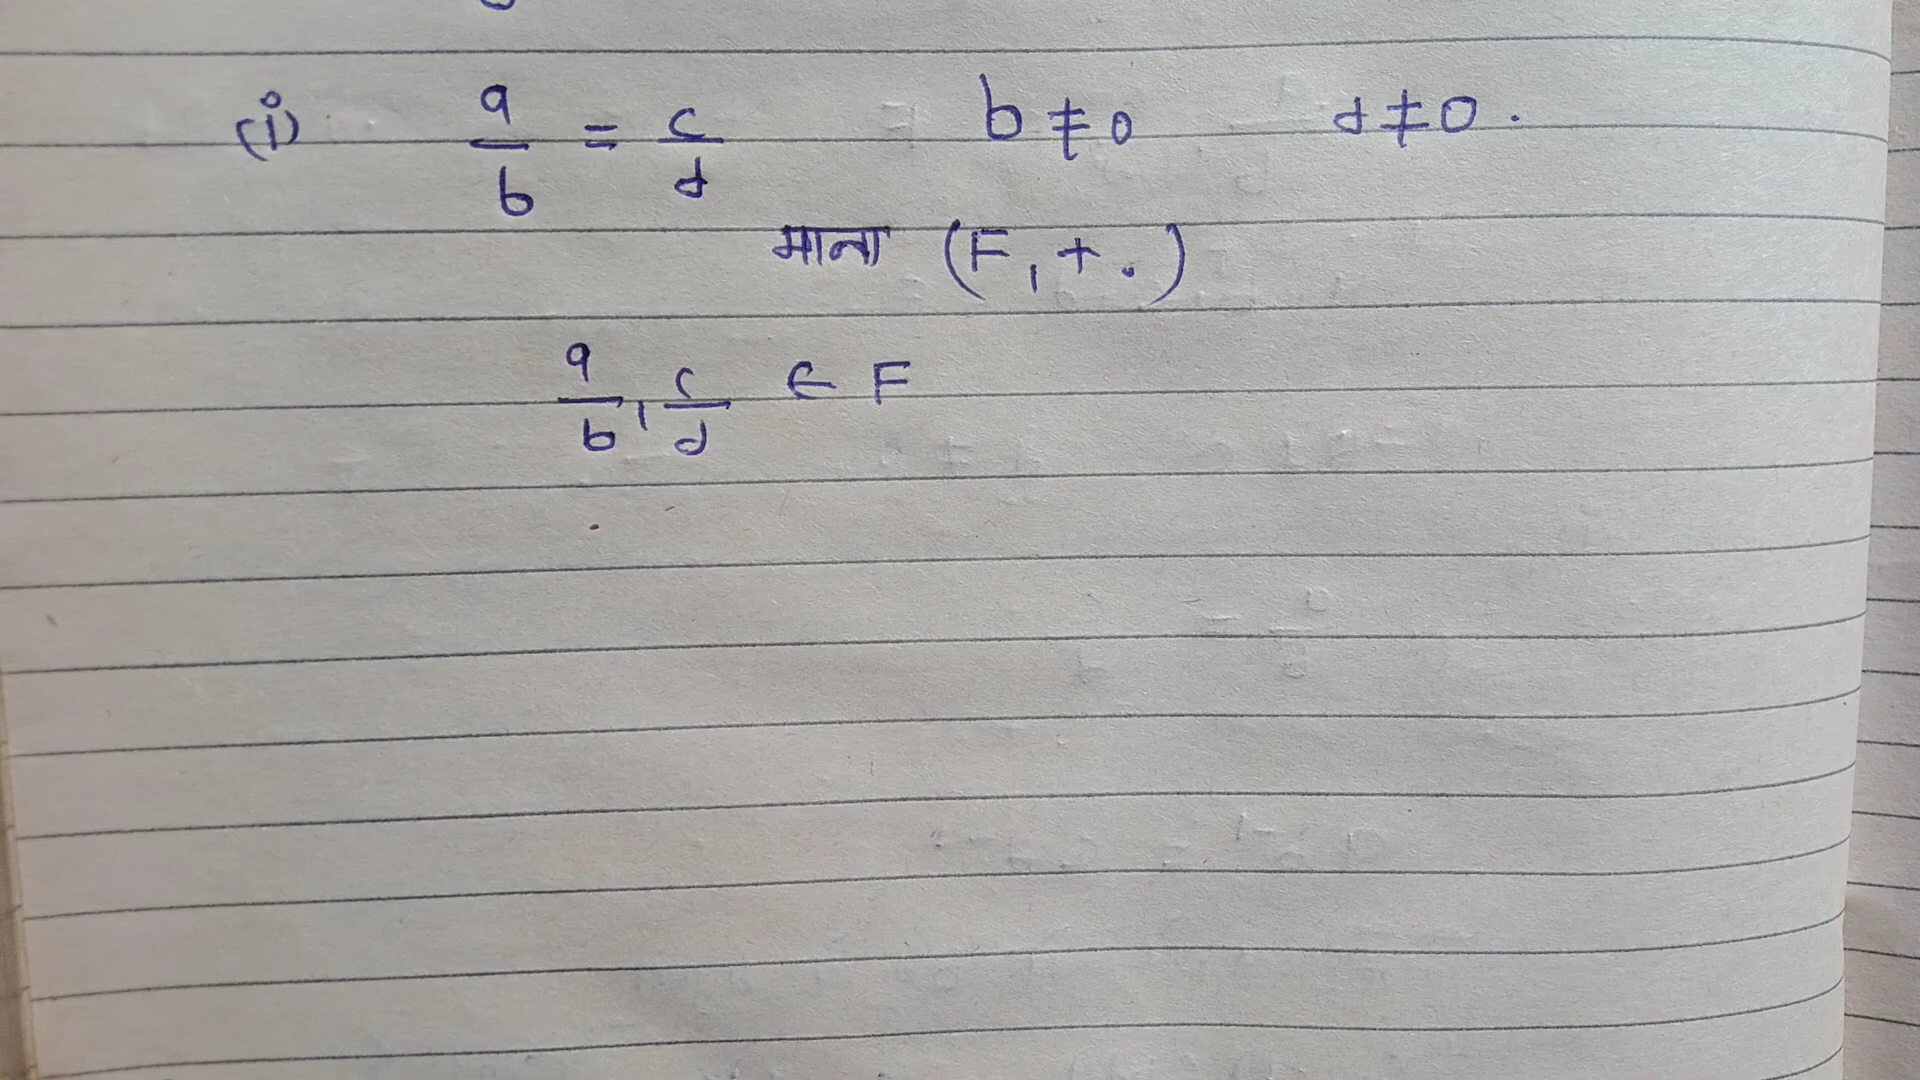 (i) a/b = c/d b ≠ 0 d ≠ 0 .
माना (F, + .)
a/b, c/d ∈ F